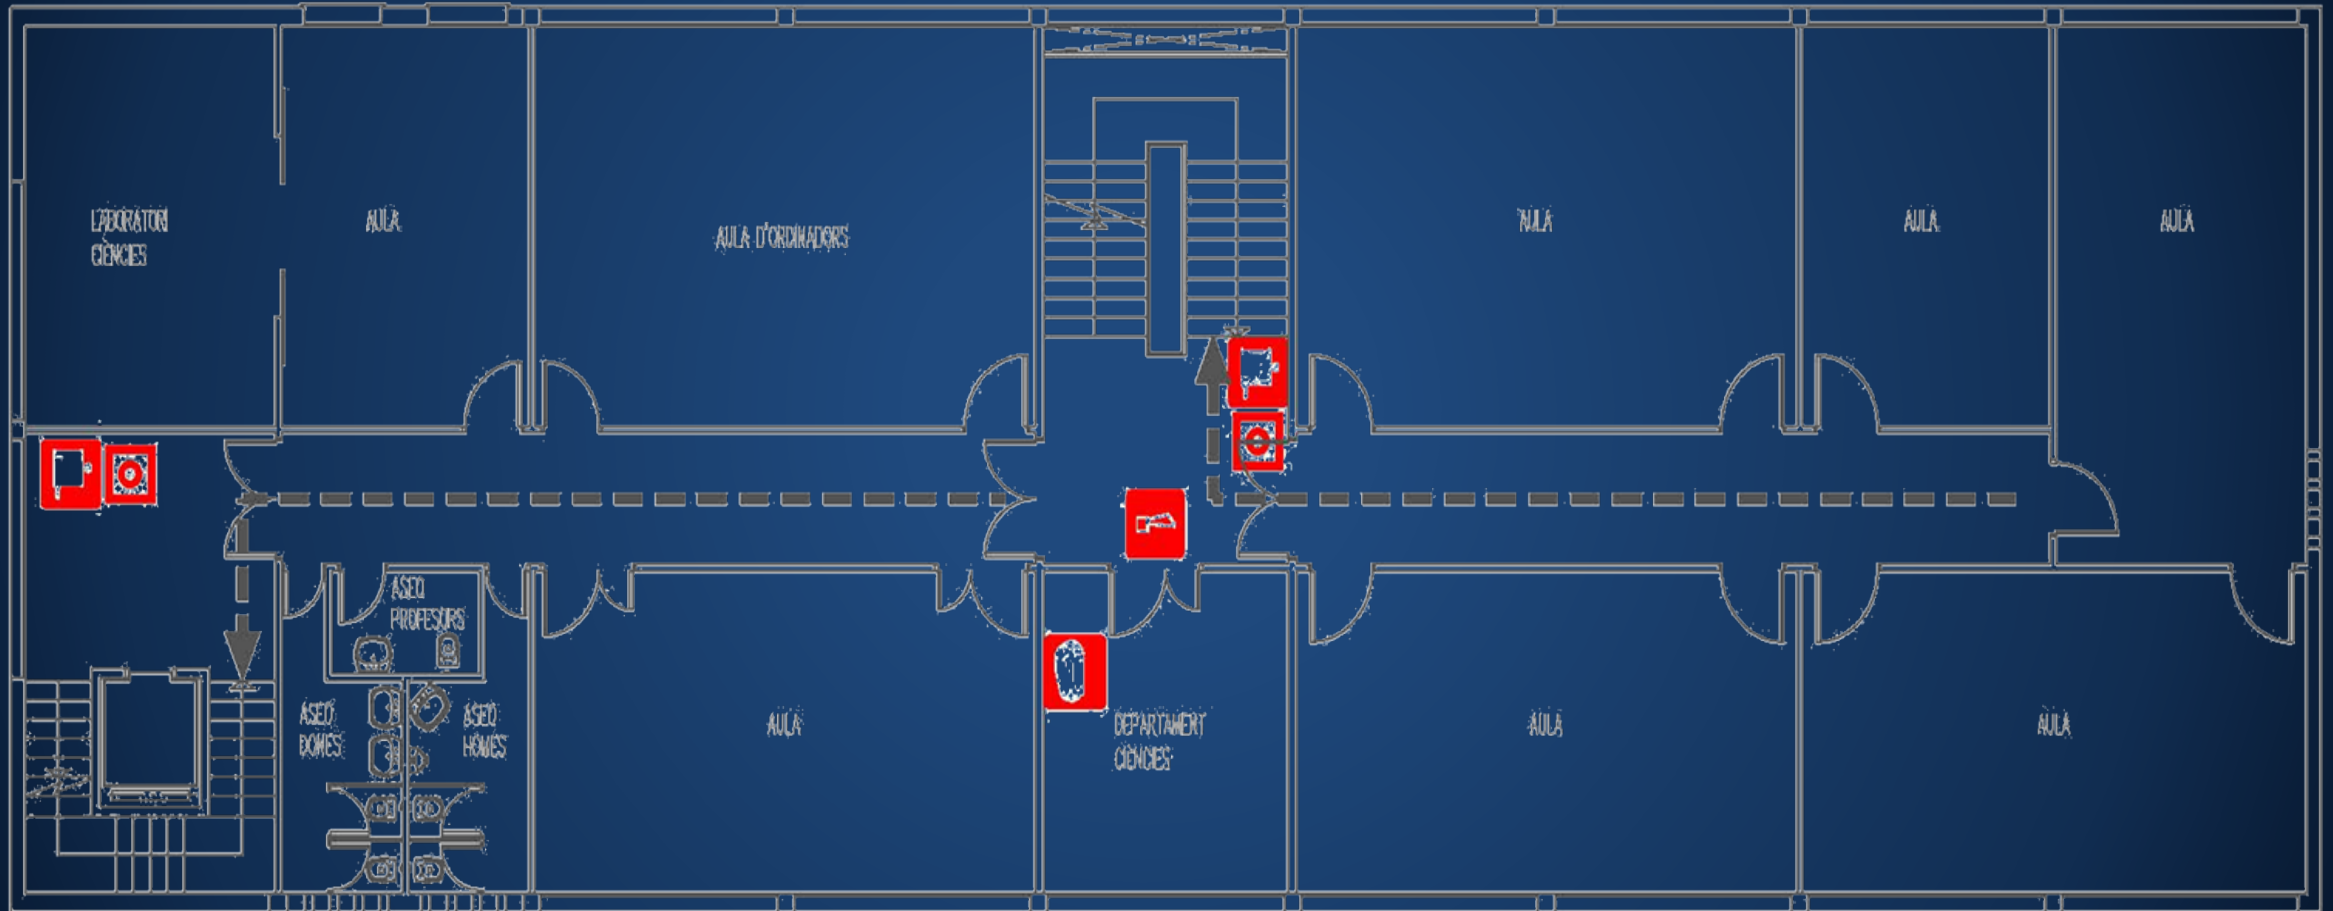 LABORATORI
CIÈNCIES
AULA
AULA D'ORDINADORS
AULA
AULA
AULA
ASEO
PROFESORS
ASEO
DONES
ASEO
HOMES
AULA
DEPARTAMENT
CIÈNCIES
AULA
AULA